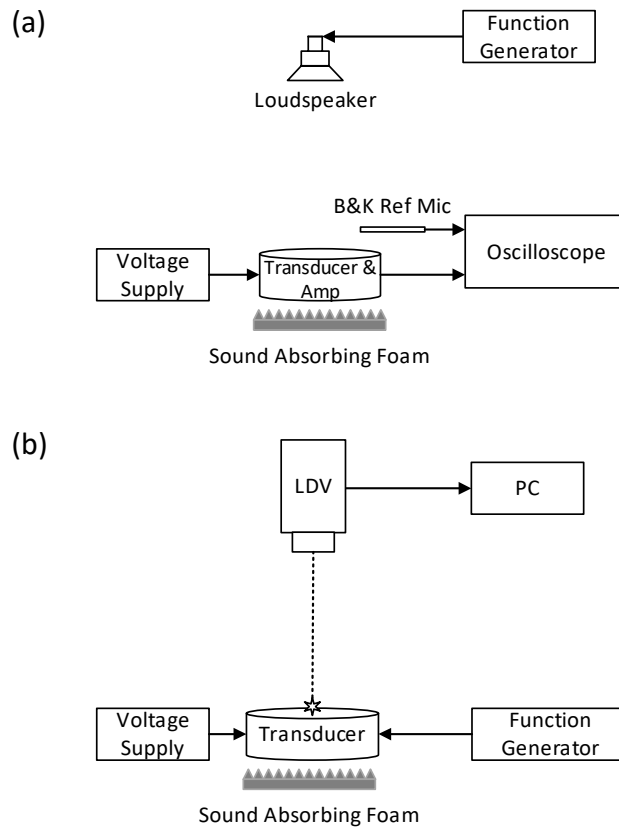 (a)
Function
Generator
Loudspeaker
B&K Ref Mic
Voltage
Supply
Transducer &
Amp
Oscilloscope
Sound Absorbing Foam
(b)
LDV
PC
Voltage
Supply
Transducer
Function
Generator
Sound Absorbing Foam